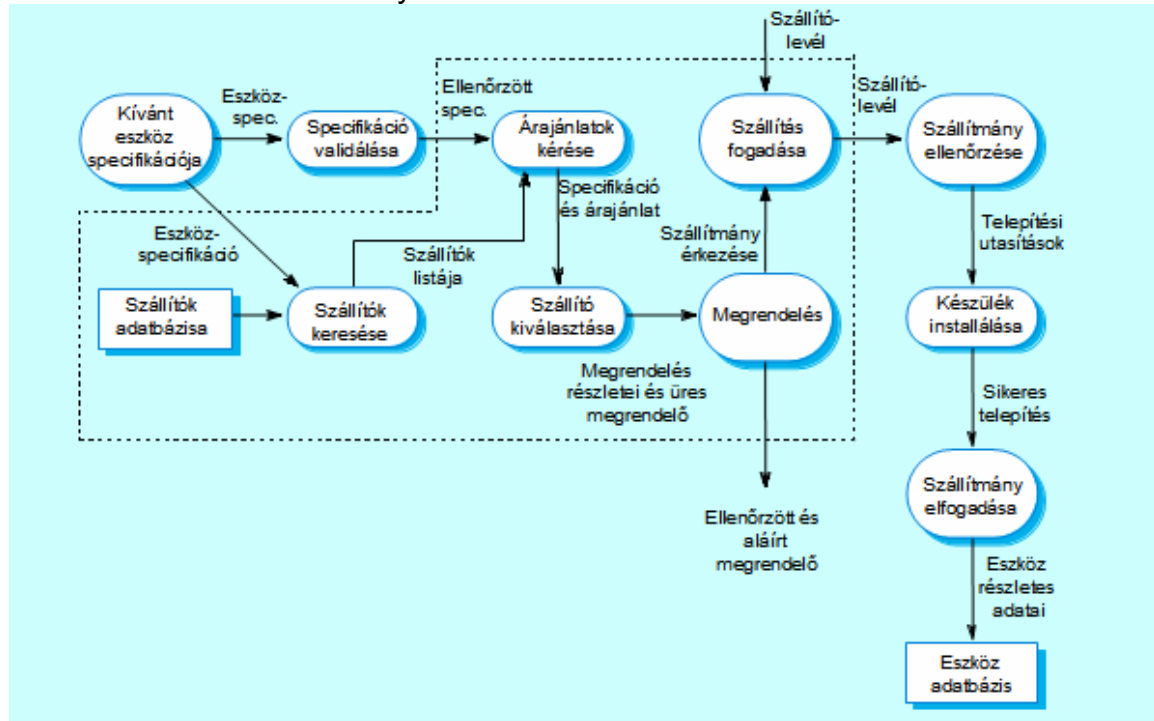 Szállító-
levél
Eszköz-
spec.
Ellenőrzött
spec.
Szállító-
levél
Kívánt
eszköz
specifikációja
Specifikáció
validálása
Árajánlatok
kérése
Szállítás
fogadása
Szállítmány
ellenőrzése
Specifikáció
és árajánlat
Eszköz-
specifikáció
Szállítók
listája
Szállítmány
érkezése
Telepítési
utasítások
Szállítók
adatbázisa
Szállítók
keresése
Szállító
kiválasztása
Megrendelés
Készülék
installálása
Megrendelés
részletei és üres
megrendelő
Sikeres
telepítés
Szállítmány
elfogadása
Ellenőrzött és
aláírt
megrendelő
Eszköz
részletes
adatai
Eszköz
adatbázis